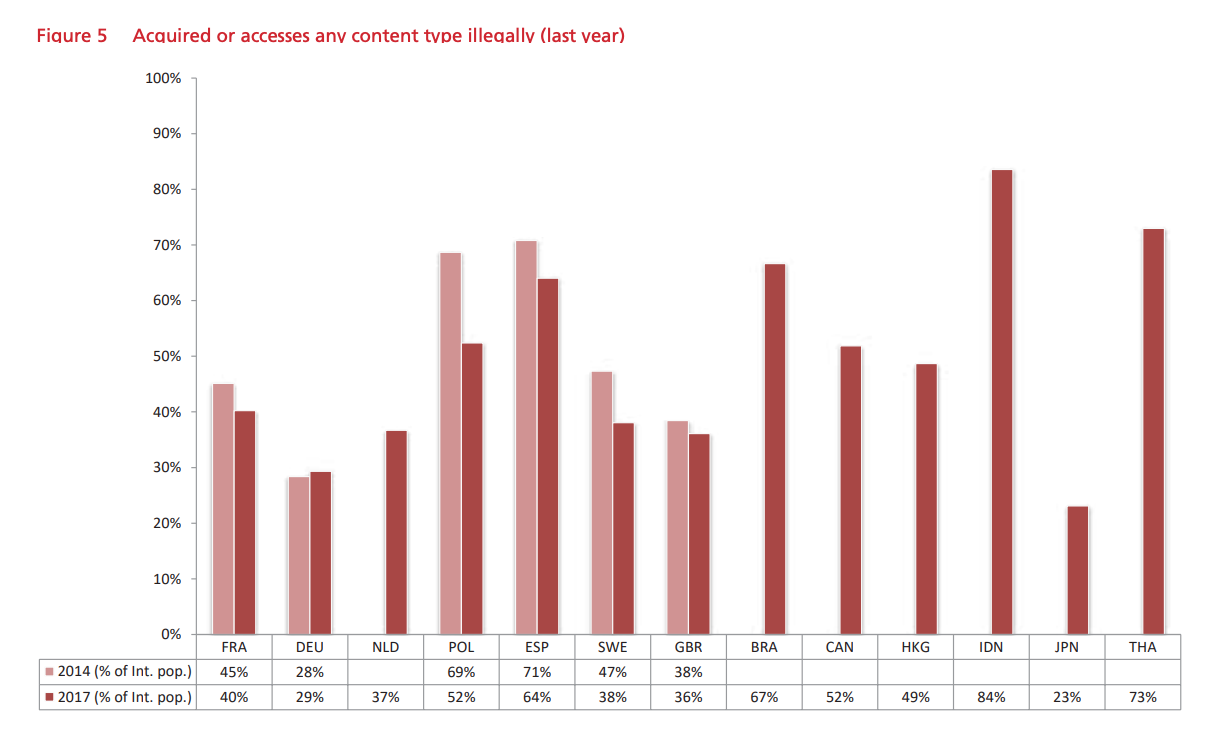 Figure 5 Acquired or accesses any content type illegally (last year)
100%
90%
80%
70%
60%
50%
40%
30%
20%
10%
0%
FRA DEU NLD POL ESP SWE GBR BRA CAN HKG IDN JPN THA
2014 (% of Int. pop.) 45% 28% 69% 71% 47% 38%
2017 (% of Int. pop.) 40% 29% 37% 52% 64% 38% 36% 67% 52% 49% 84% 23% 73%